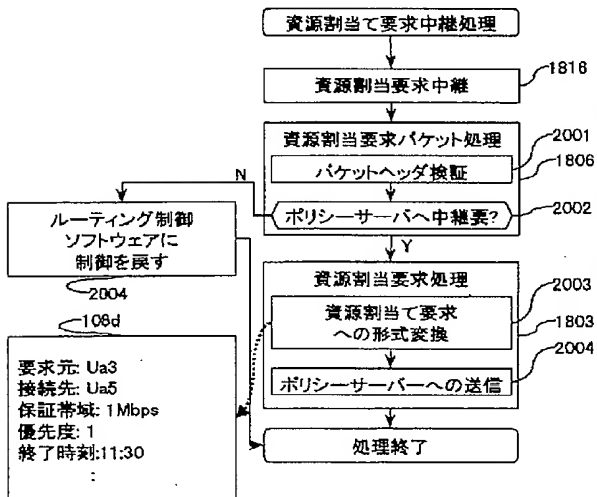 資源割当て要求中継処理
資源割当要求中継
1816
資源割当要求パケット処理
2001
パケットヘッダ検証
1806
N
ポリシーサーバへ中継要?
2002
Y
ルーティング制御
ソフトウェアに
制御を戻す
2004
資源割当要求処理
2003
資源割当て要求
への形式変換
1803
2004
ポリシーサーバーへの送信
処理終了
108d
要求元: Ua3
接続先: Ua5
保証帯域: 1Mbps
優先度: 1
終了時刻:11:30
: